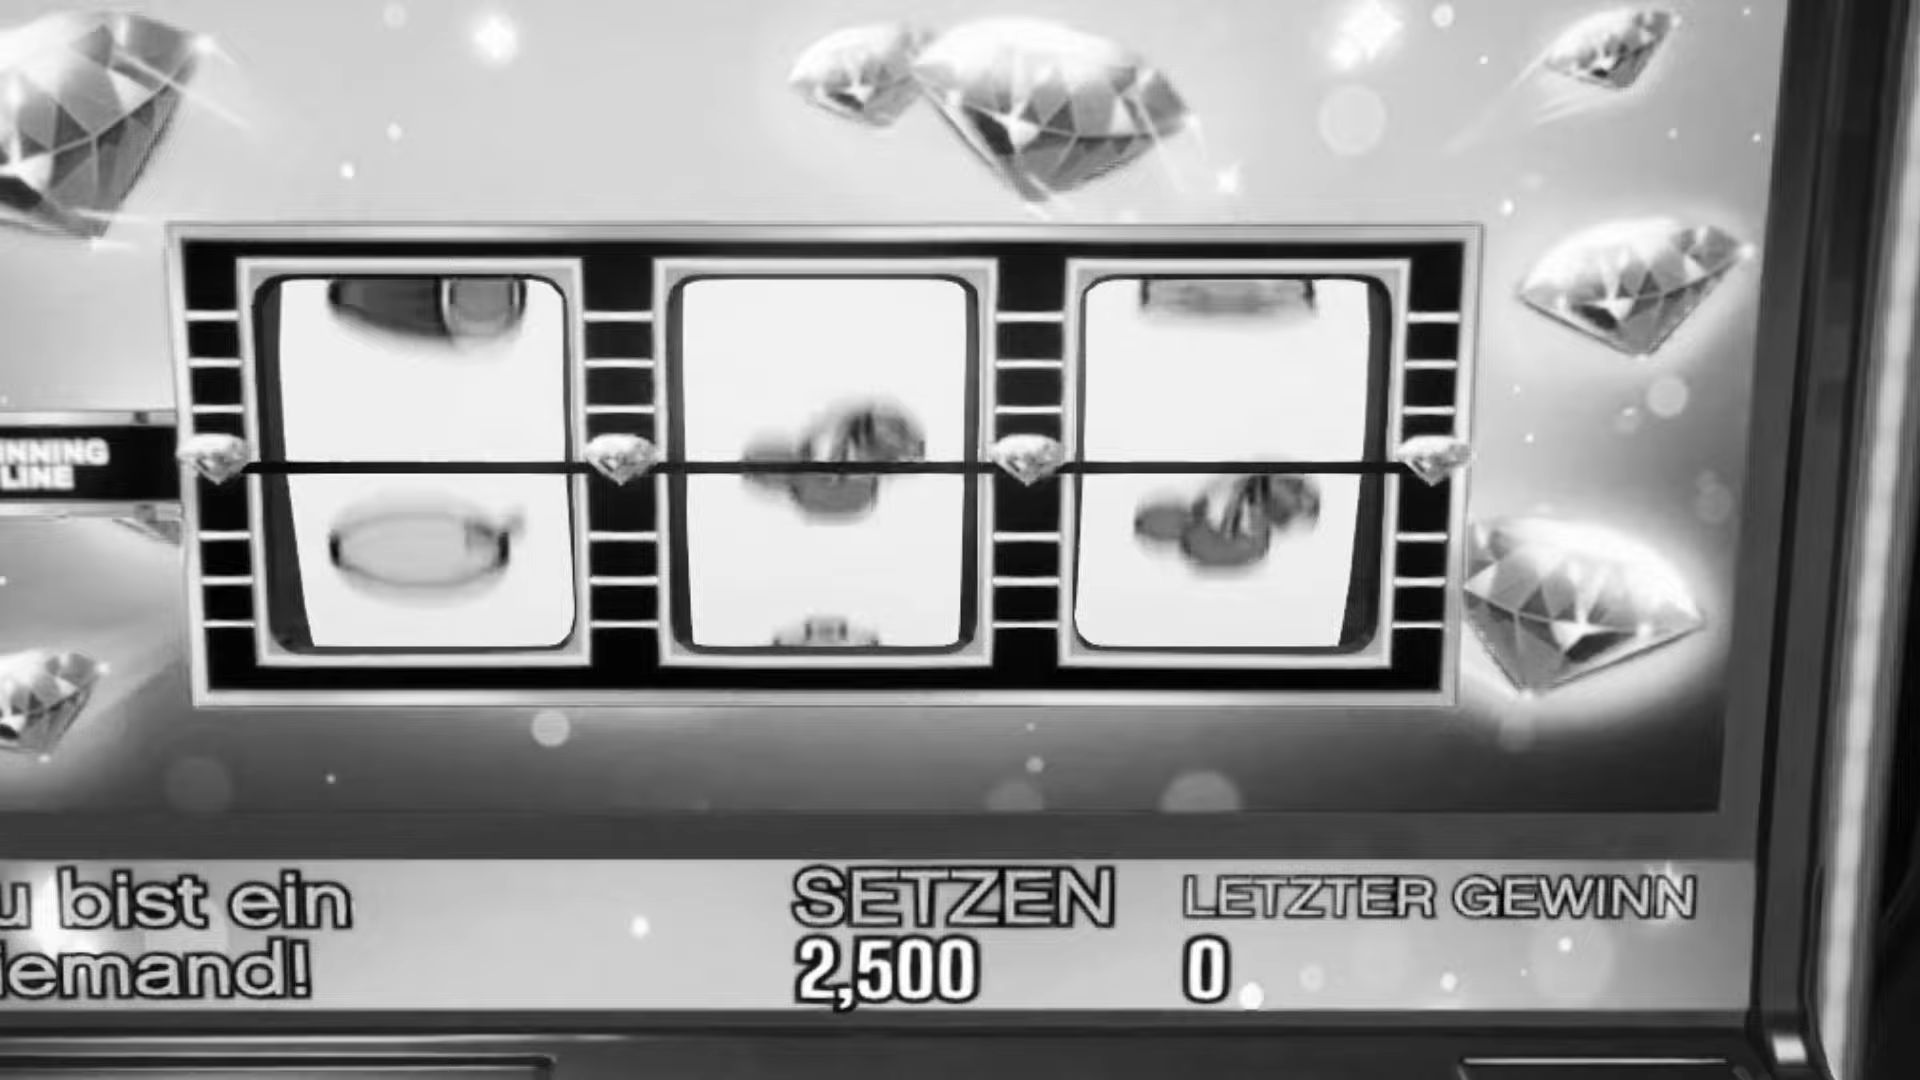 INNING
LINE
u bist ein
iemand!
SETZEN
2,500
LETZTER GEWINN
0